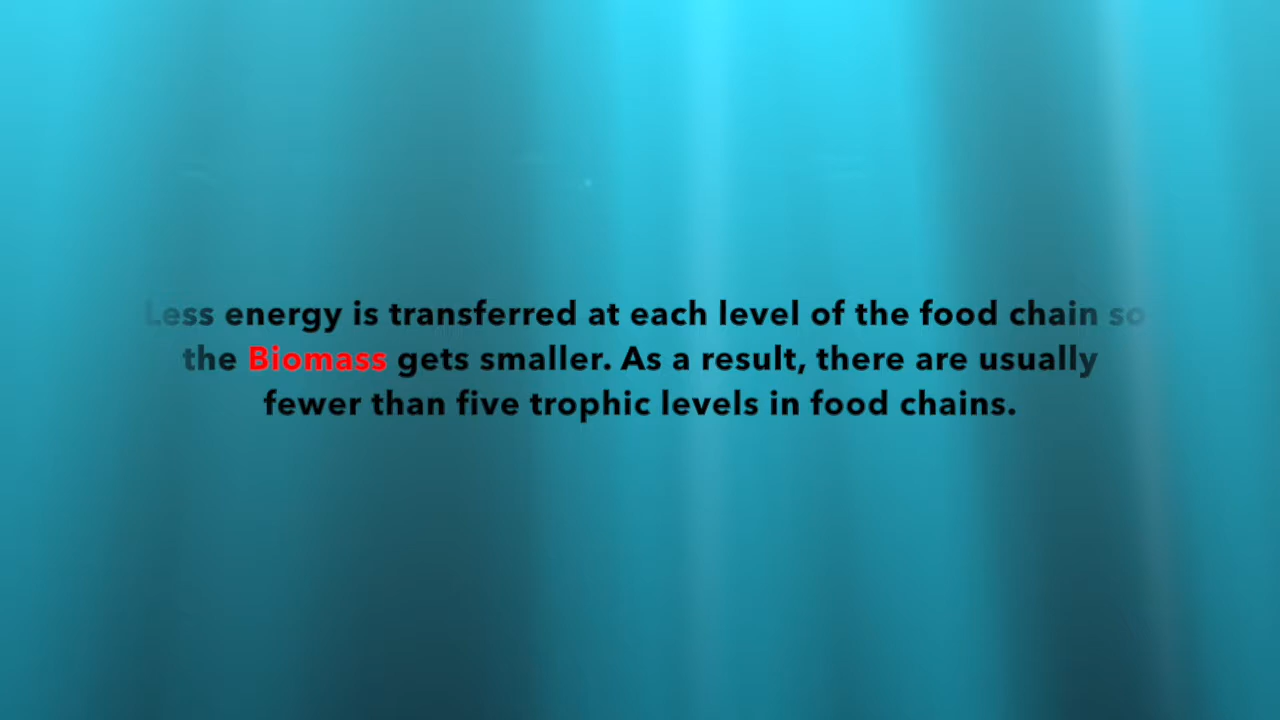 Less energy is transferred at each level of the food chain so
the Biomass gets smaller. As a result, there are usually
fewer than five trophic levels in food chains.